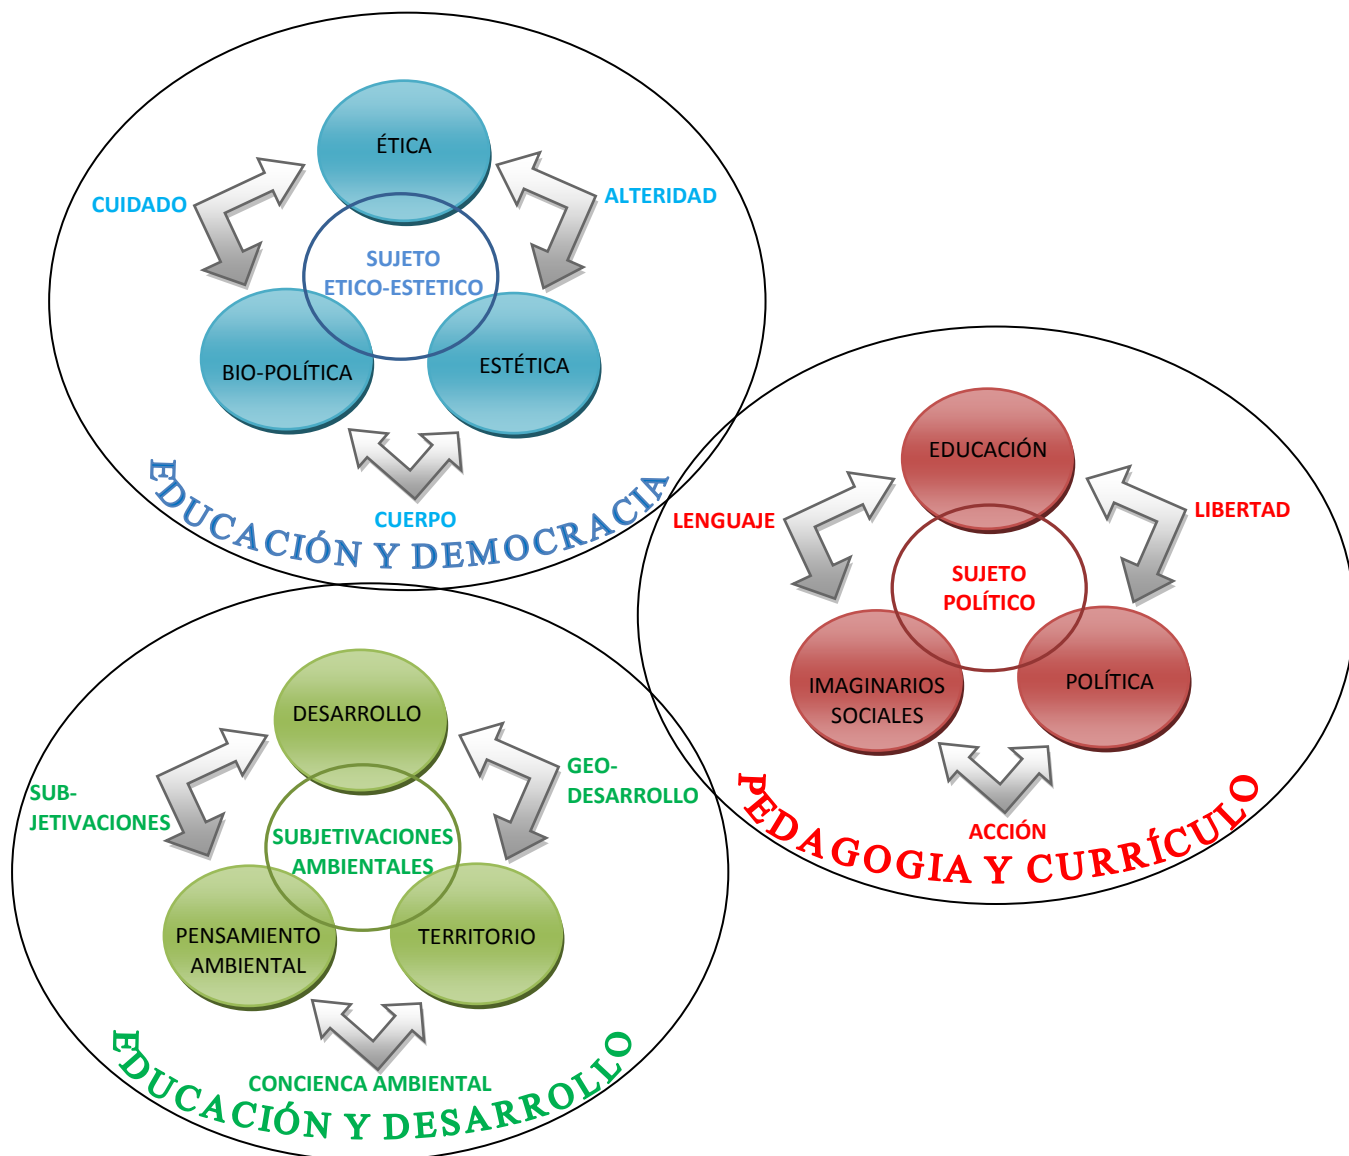 ÉTICA
CUIDADO
ALTERIDAD
SUJETO
ETICO-ESTETICO
BIO-POLÍTICA
ESTÉTICA
CUERPO
EDUCACIÓN Y DEMOCRACIA
EDUCACIÓN
LENGUAJE
LIBERTAD
SUJETO
POLÍTICO
IMAGINARIOS
SOCIALES
POLÍTICA
ACCIÓN
PEDAGOGIA Y CURRÍCULO
DESARROLLO
SUB-
JETIVACIONES
GEO-
DESARROLLO
SUBJETIVACIONES
AMBIENTALES
PENSAMIENTO
AMBIENTAL
TERRITORIO
CONCIENCA AMBIENTAL
EDUCACIÓN Y DESARROLLO